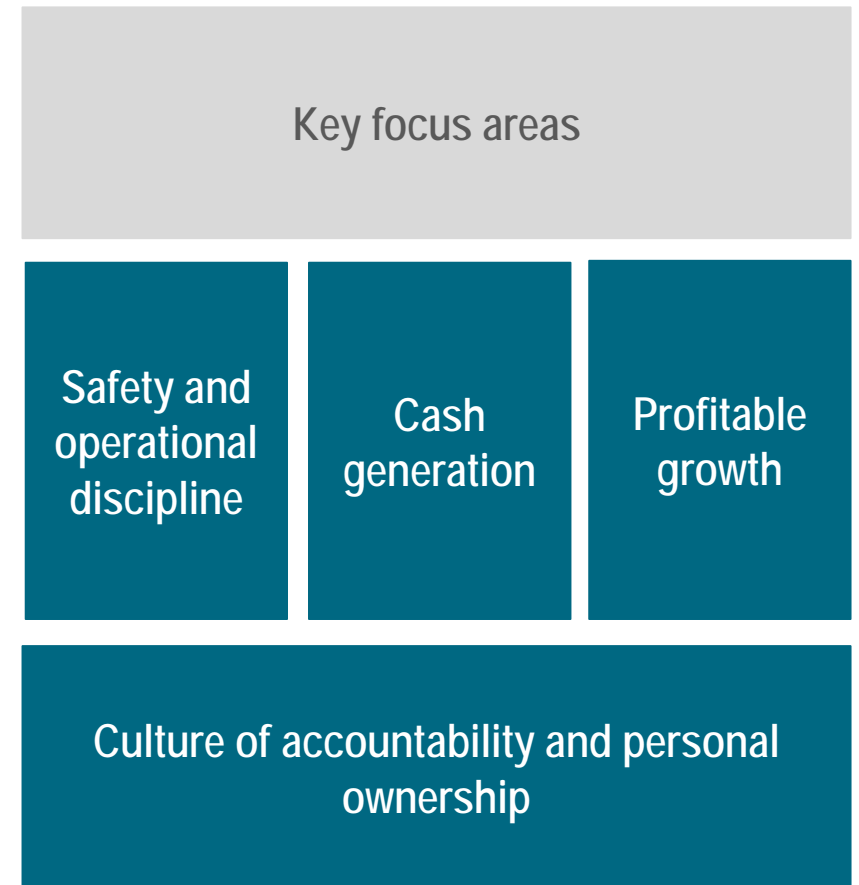 Key focus areas
Safety and
operational
discipline
Cash
generation
Profitable
growth
Culture of accountability and personal
ownership